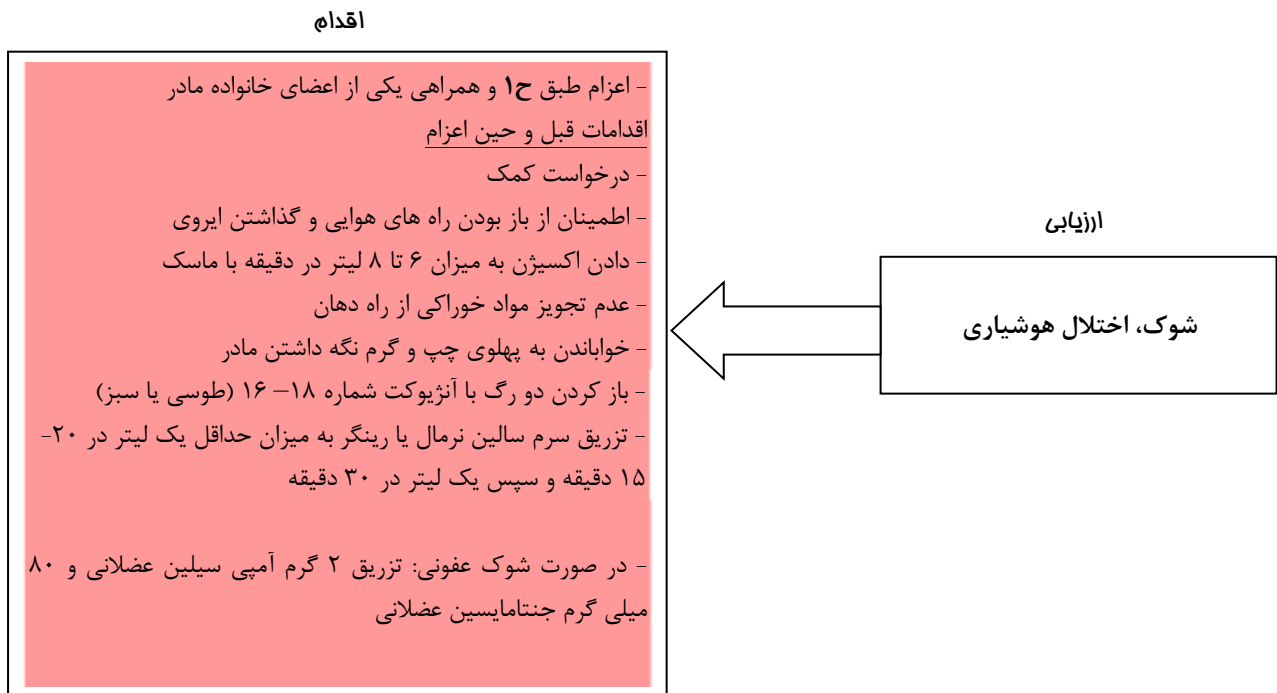 اقدام
- اعزام طبق ح۱ و همراهی یکی از اعضای خانواده مادر
اقدامات قبل و حین اعزام
- درخواست کمک
- اطمینان از باز بودن راه های هوایی و گذاشتن ایروی
- دادن اکسیژن به میزان ۶ تا ۸ لیتر در دقیقه با ماسک
- عدم تجویز مواد خوراکی از راه دهان
- خواباندن به پهلوی چپ و گرم نگه داشتن مادر
- باز کردن دو رگ با آنژیوکت شماره ۱۸– ۱۶ (طوسی یا سبز)
- تزریق سرم سالین نرمال یا رینگر به میزان حداقل یک لیتر در ۲۰-
۱۵ دقیقه و سپس یک لیتر در ۳۰ دقیقه
- در صورت شوک عفونی: تزریق ۲ گرم آمپی سیلین عضلانی و ۸۰
میلی گرم جنتامایسین عضلانی
ارزیابی
شوک، اختلال هوشیاری